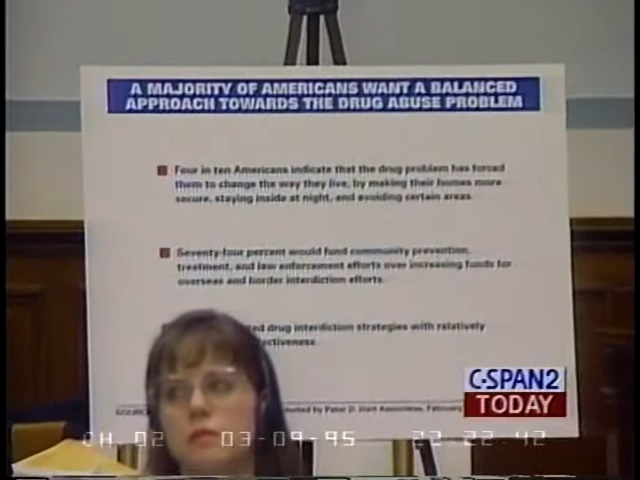 A MAJORITY OF AMERICANS WANT A BALANCED
APPROACH TOWARDS THE DRUG ABUSE PROBLEM
Four in ten Americans indicate that the drug problem has forced
them to change the way they live, by making their homes more
secure, staying inside at night, and avoiding certain areas.
Seventy-four percent would fund community prevention,
treatment, and law enforcement efforts over increasing funds for
overseas and border interdiction efforts.
ed drug interdiction strategies with relatively
ectiveness.
by Peter D. Hart Associates, February
C-SPAN2
TODAY
CH. 02 03-09-95 22:22:42